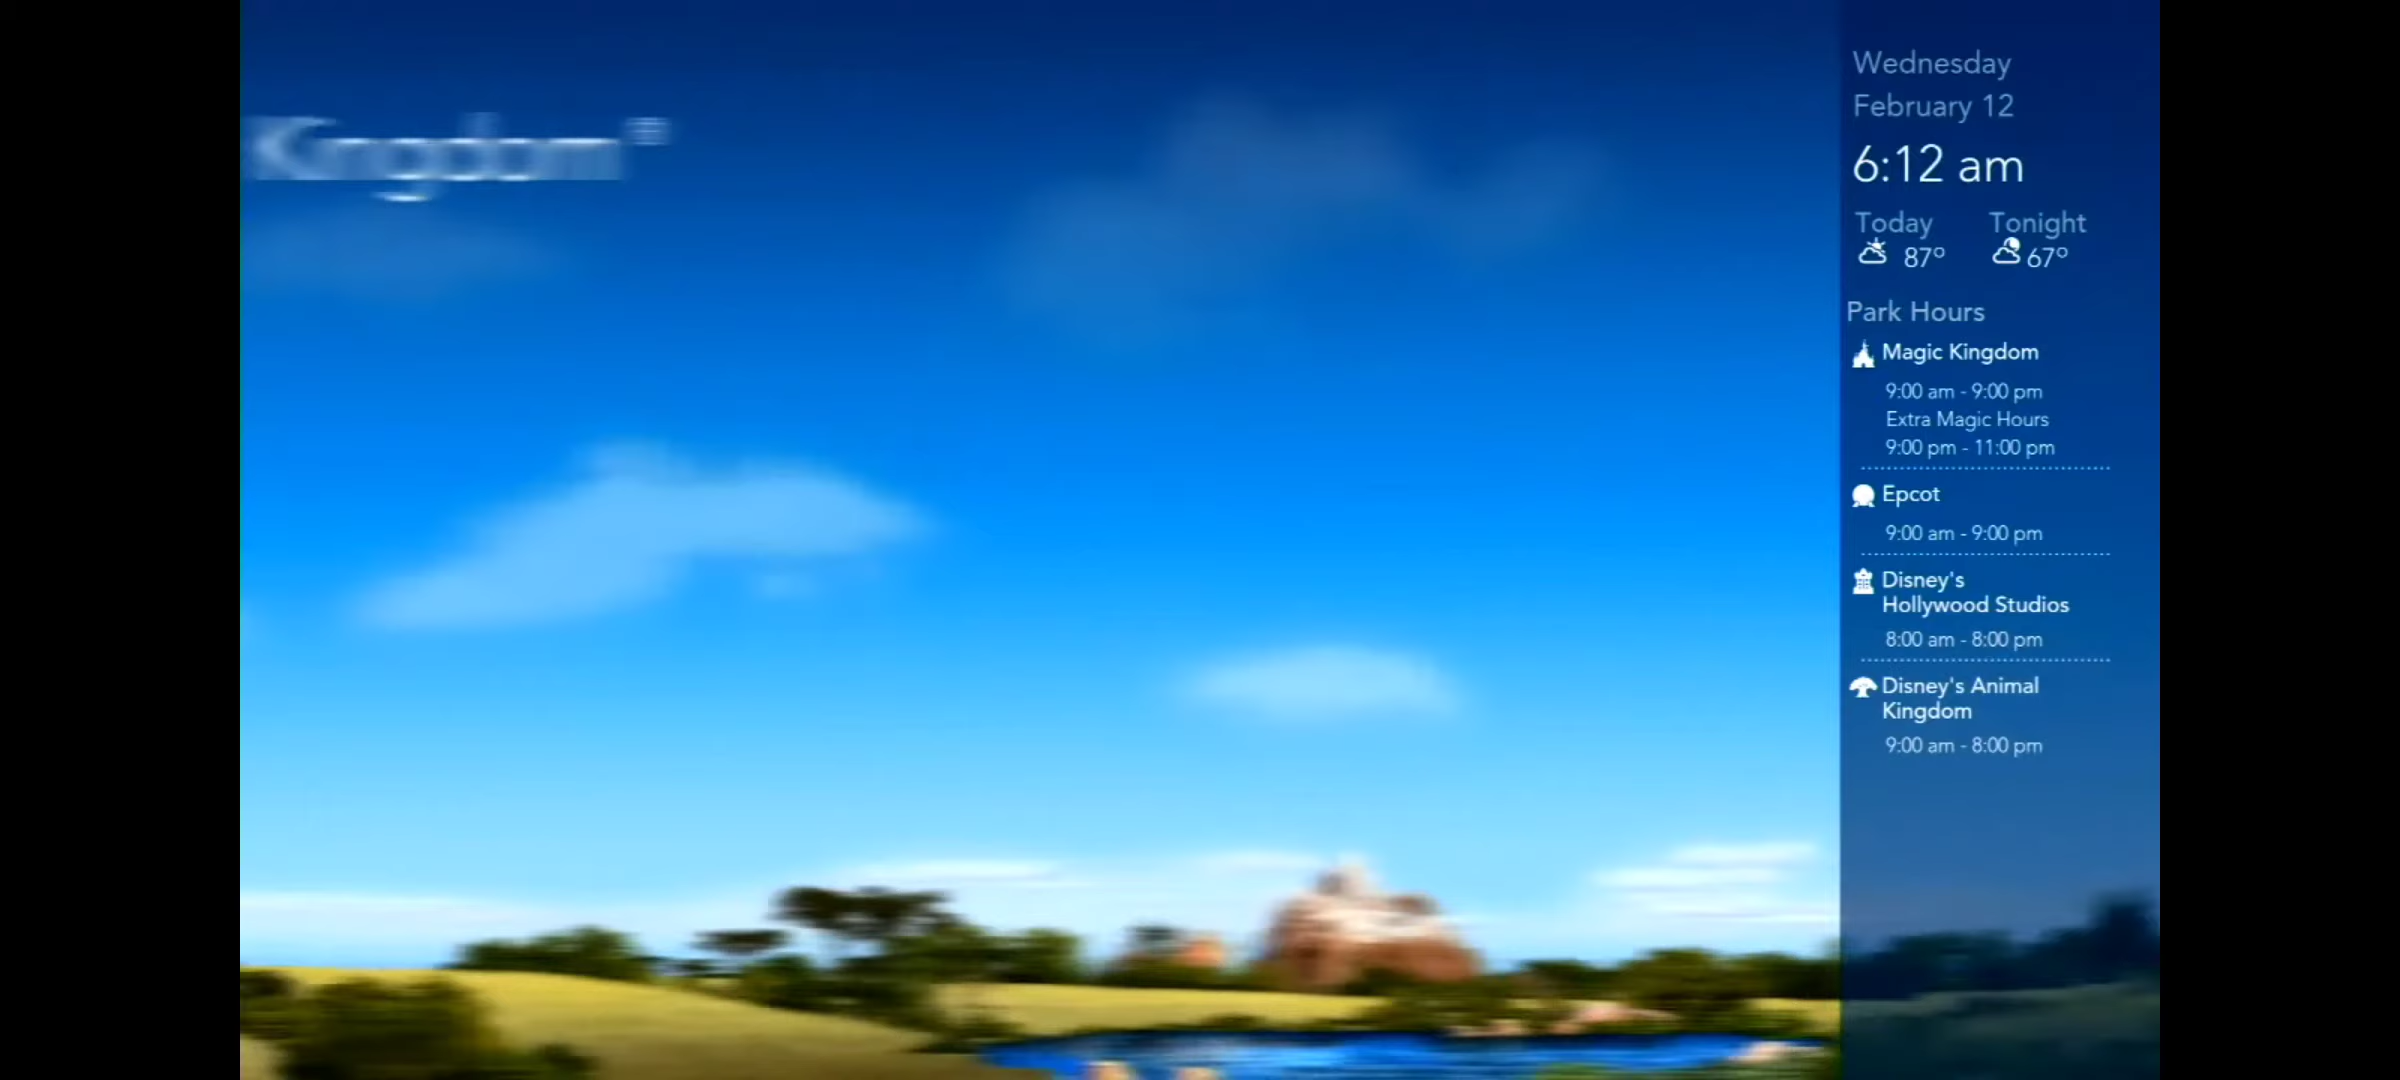 Kingdom
Wednesday
February 12
6:12 am
Today Tonight
87° 67°
Park Hours
Magic Kingdom
9:00 am - 9:00 pm
Extra Magic Hours
9:00 pm - 11:00 pm
Epcot
9:00 am - 9:00 pm
Disney's
Hollywood Studios
8:00 am - 8:00 pm
Disney's Animal
Kingdom
9:00 am - 8:00 pm